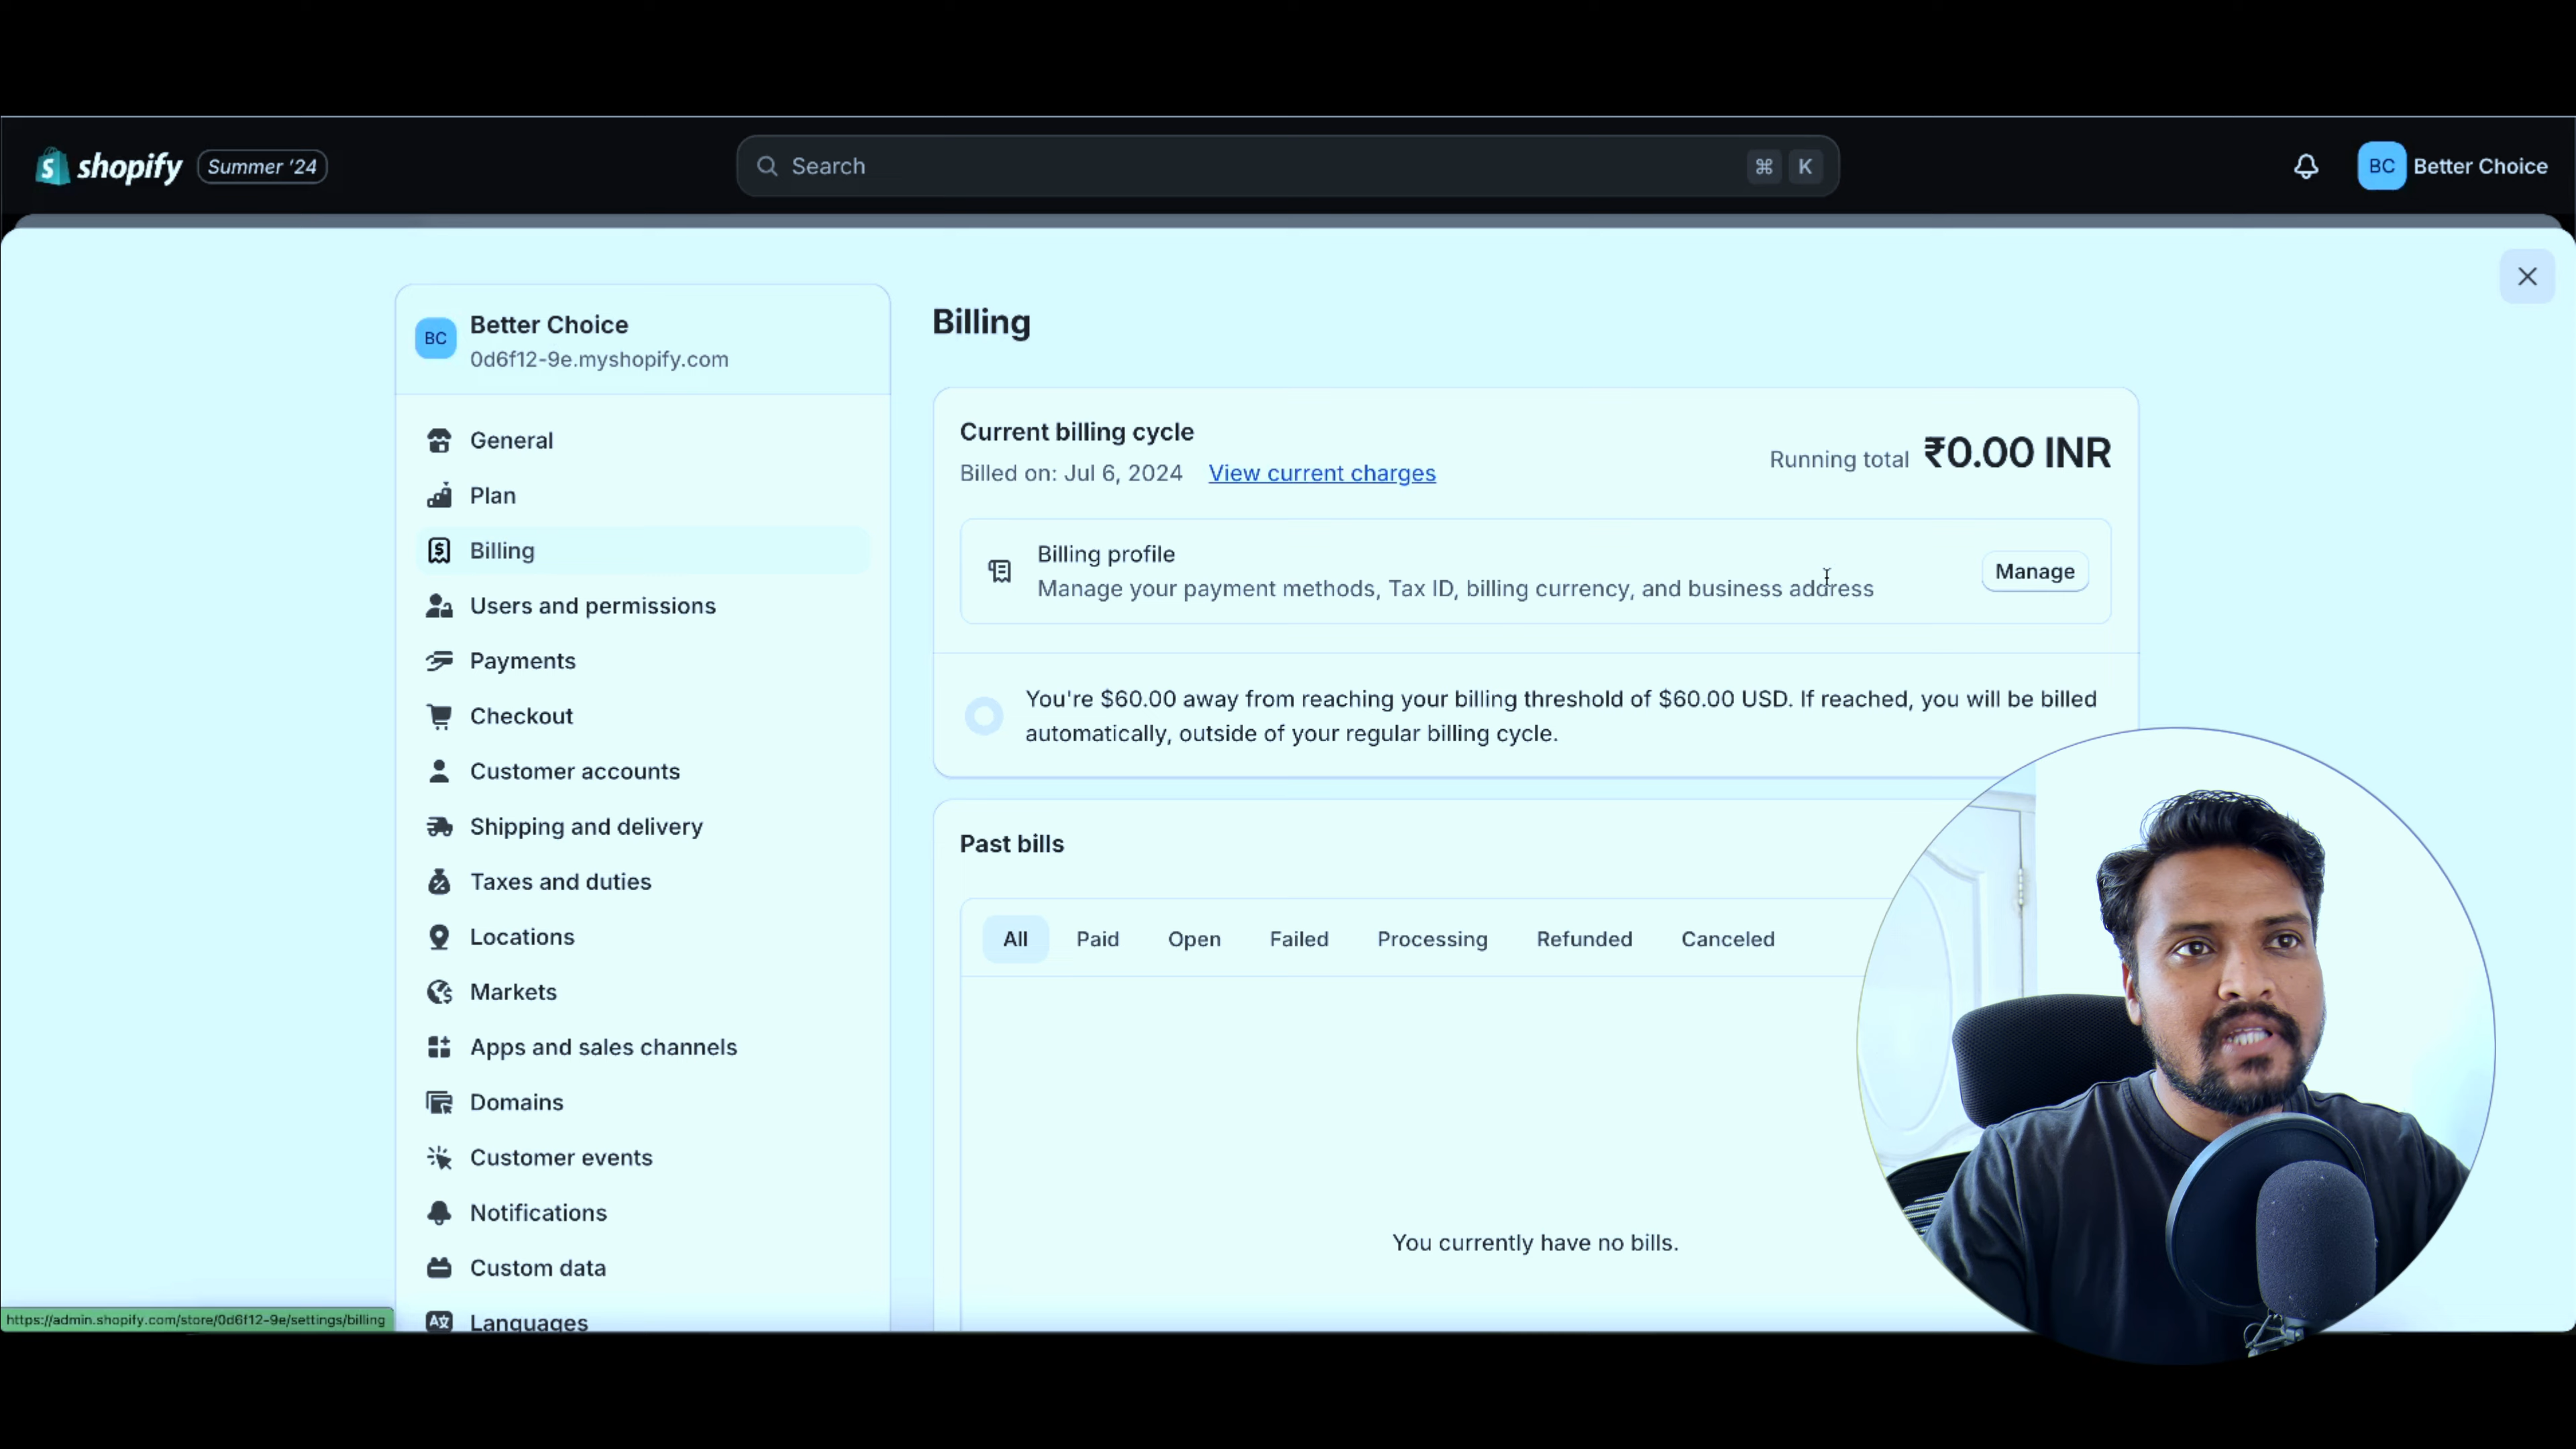 shopify Summer '24
Search
⌘ K
BC Better Choice
BC Better Choice
0d6f12-9e.myshopify.com
General
Plan
Billing
Users and permissions
Payments
Checkout
Customer accounts
Shipping and delivery
Taxes and duties
Locations
Markets
Apps and sales channels
Domains
Customer events
Notifications
Custom data
Languages
Billing
Current billing cycle
Billed on: Jul 6, 2024 View current charges
Running total ₹0.00 INR
Billing profile
Manage your payment methods, Tax ID, billing currency, and business address
Manage
You're $60.00 away from reaching your billing threshold of $60.00 USD. If reached, you will be billed
automatically, outside of your regular billing cycle.
Past bills
All Paid Open Failed Processing Refunded Canceled
You currently have no bills.
https://admin.shopify.com/store/0d6f12-9e/settings/billing